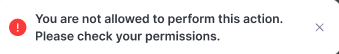 You are not allowed to perform this action.
Please check your permissions.